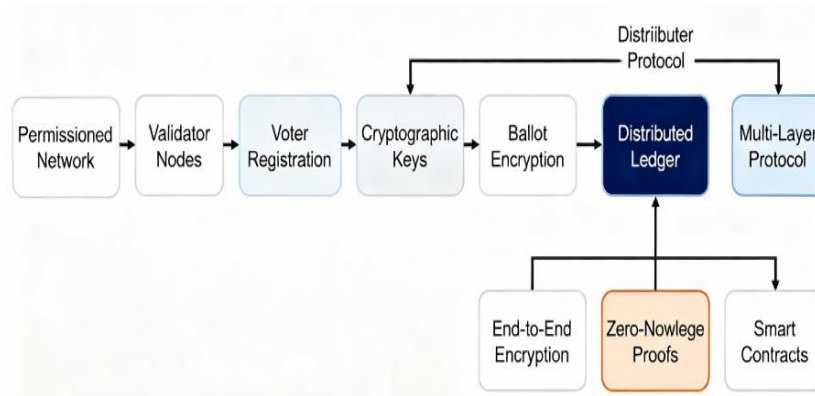 Distriibuter
Protocol
Permissioned
Network
Validator
Nodes
Voter
Registration
Cryptographic
Keys
Ballot
Encryption
Distributed
Ledger
Multi-Layer
Protocol
End-to-End
Encryption
Zero-Nowlege
Proofs
Smart
Contracts